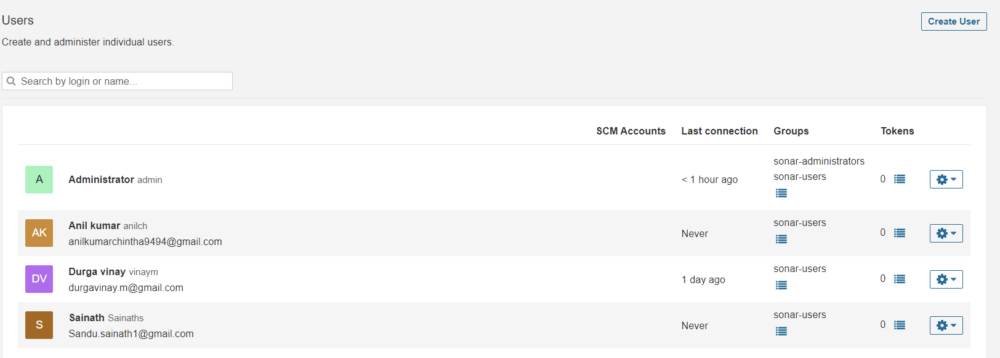 Users
Create User
Create and administer individual users.
Search by login or name...
SCM Accounts Last connection Groups Tokens
sonar-administrators
A Administrator admin < 1 hour ago sonar-users 0
Anil kumar anilch sonar-users
AK Never 0
anilkumarchintha9494@gmail.com
Durga vinay vinaym sonar-users
DV 1 day ago 0
durgavinay.m@gmail.com
Sainath Sainaths sonar-users
S Never 0
Sandu.sainath1@gmail.com